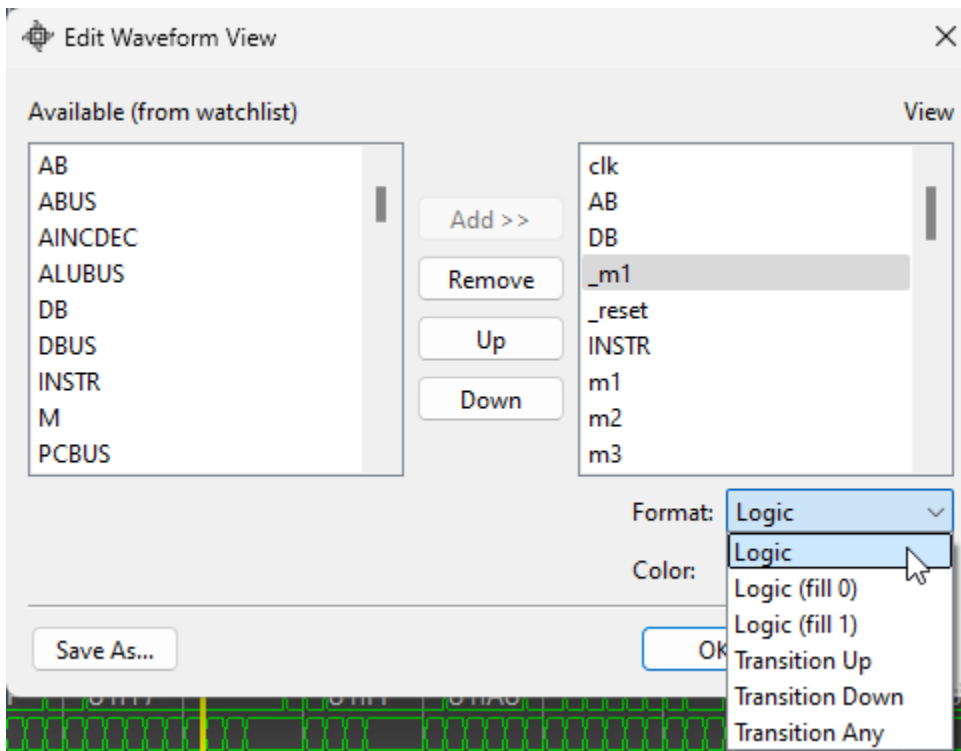 Edit Waveform View
Available (from watchlist)
View
AB
ABUS
AINCDEC
ALUBUS
DB
DBUS
INSTR
M
PCBUS
Add >>
Remove
Up
Down
clk
AB
DB
_m1
_reset
INSTR
m1
m2
m3
Format: Logic
Color:
Logic
Logic (fill 0)
Logic (fill 1)
Transition Up
Transition Down
Transition Any
Save As...
OK